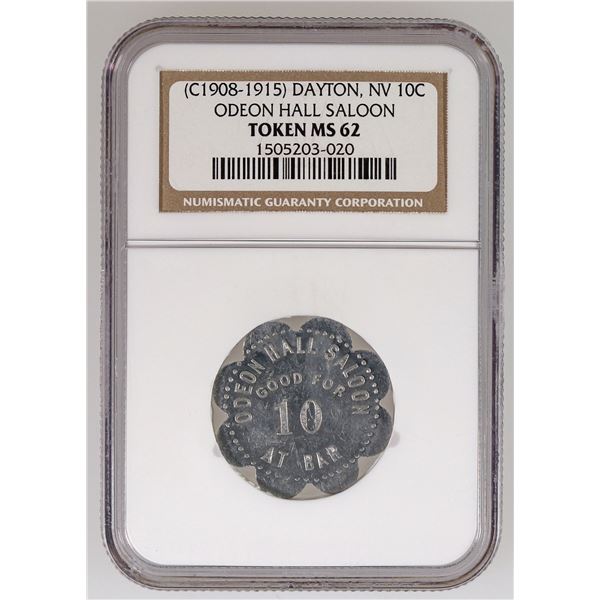 (C1908-1915) DAYTON, NV 10C
ODEON HALL SALOON
TOKEN MS 62
1505203-020
NUMISMATIC GUARANTY CORPORATION
ODEON HALL SALOON
GOOD FOR
10
AT BAR